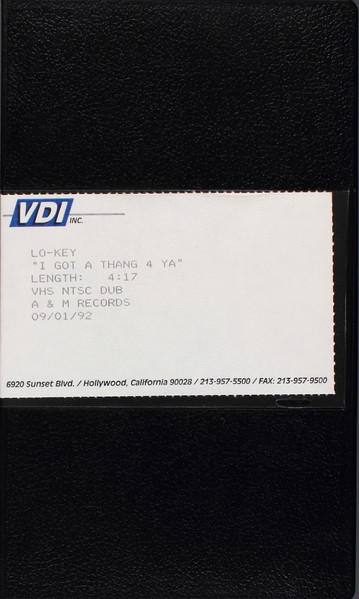 VDI INC.
LO-KEY
"I GOT A THANG 4 YA"
LENGTH: 4:17
VHS NTSC DUB
A & M RECORDS
09/01/92
6920 Sunset Blvd. / Hollywood, California 90028 / 213-957-5500 / FAX: 213-957-9500